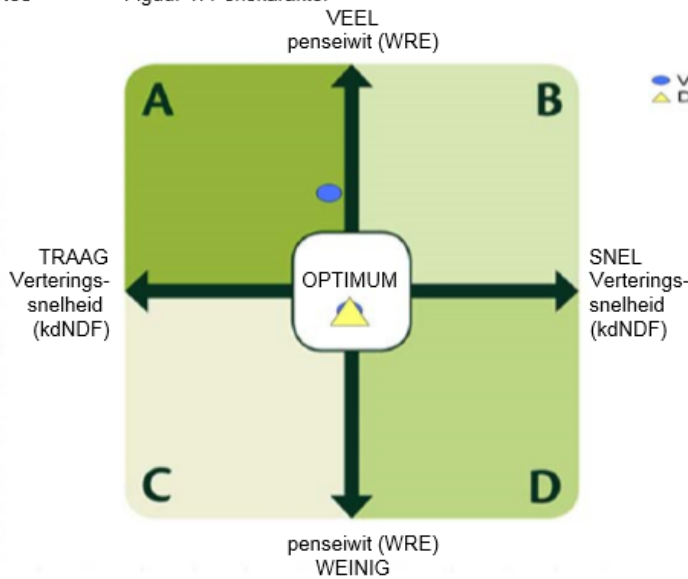 VEEL
penseiwit (WRE)
A
B
V
D
TRAAG
Verterings-
snelheid
(kdNDF)
OPTIMUM
SNEL
Verterings-
snelheid
(kdNDF)
C
D
penseiwit (WRE)
WEINIG